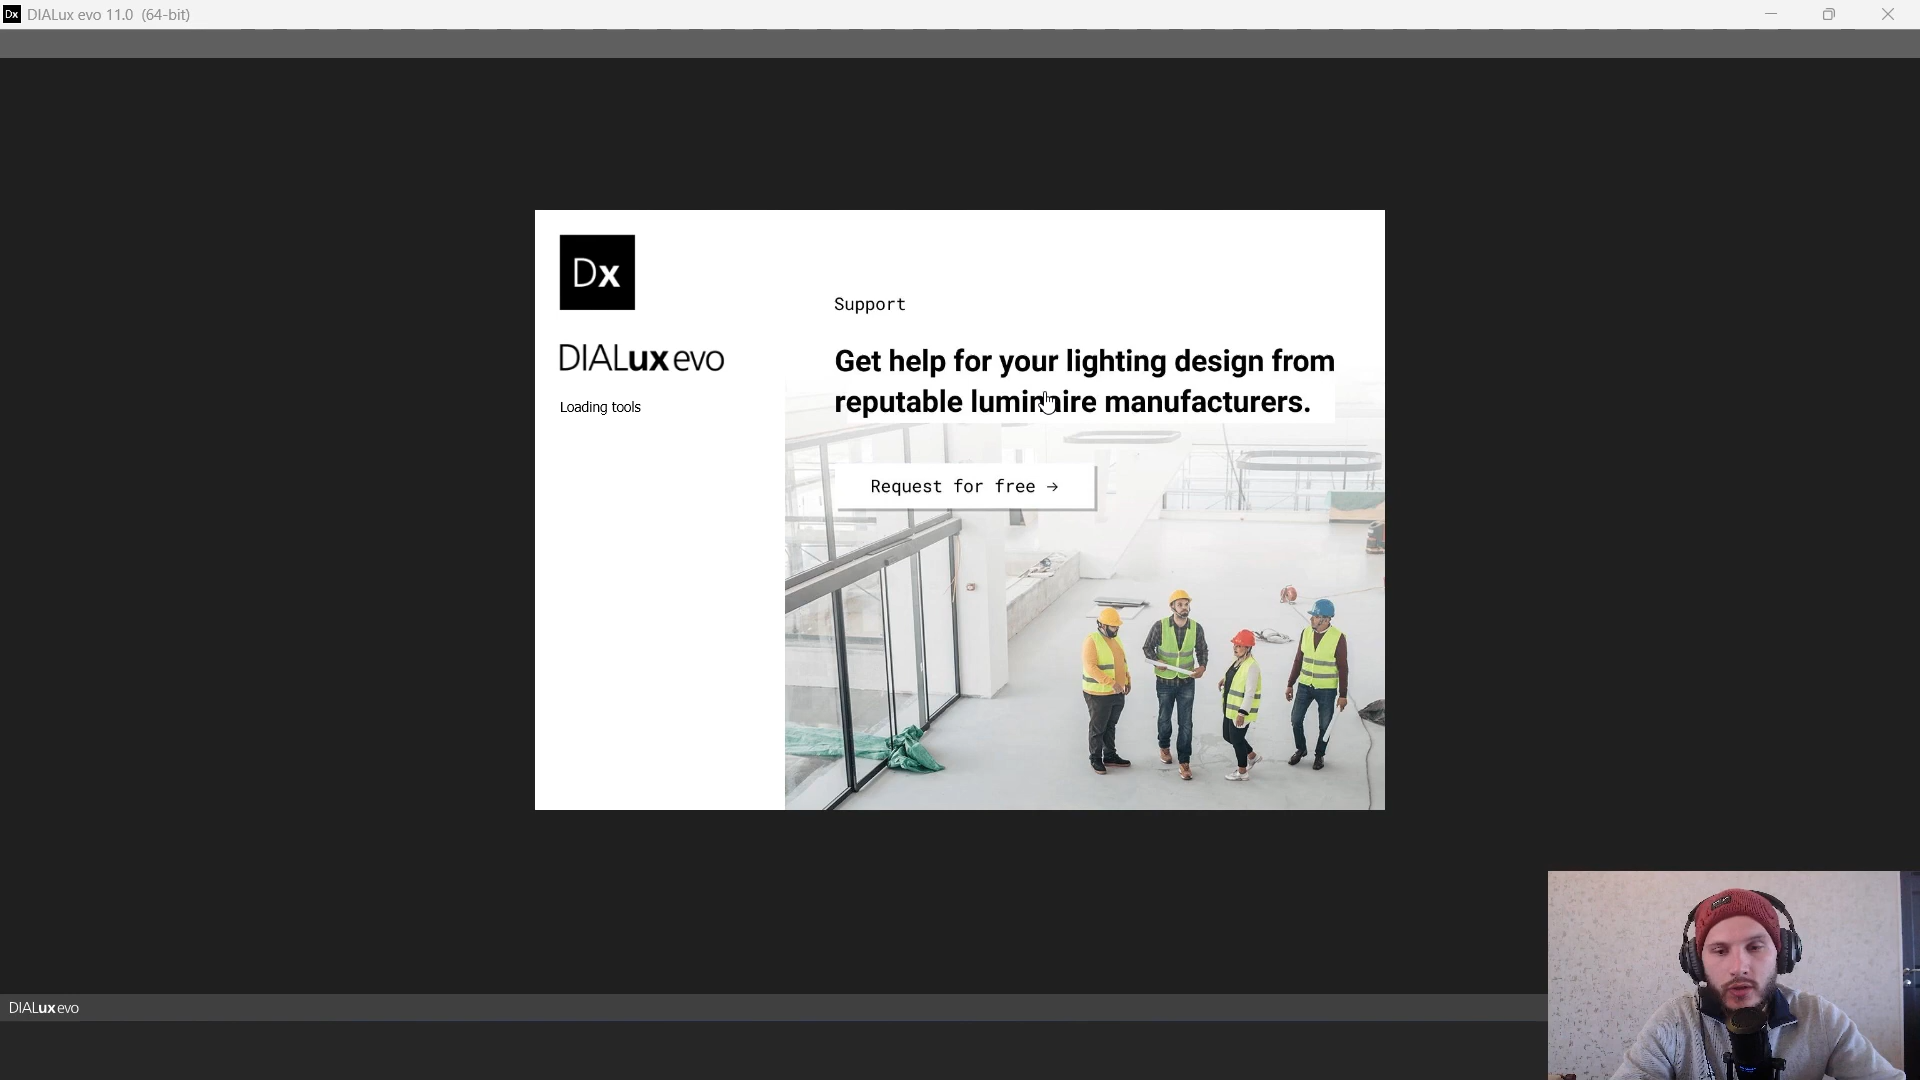 Dx DIALux evo 11.0 (64-bit)
Dx
DIALux evo
Loading tools
Support
Get help for your lighting design from
reputable luminaire manufacturers.
Request for free →
DIALux evo